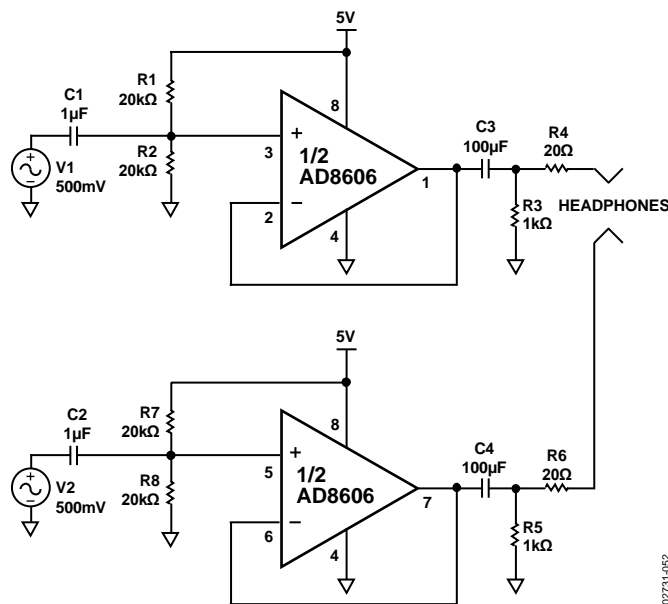 5V
R1
20kΩ
C1
1µF
R2
20kΩ
V1
500mV
+
−
8
3
1/2
AD8606
1
2
−
4
C3
100µF
R4
20Ω
R3
1kΩ
HEADPHONES
5V
R7
20kΩ
C2
1µF
R8
20kΩ
V2
500mV
+
−
8
5
+
1/2
AD8606
7
6
−
4
C4
100µF
R6
20Ω
R5
1kΩ
02731-052